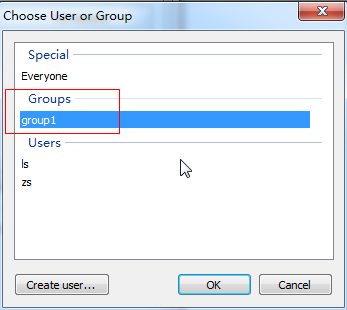 Choose User or Group
Special
Everyone
Groups
group1
Users
ls
zs
Create user...
OK
Cancel